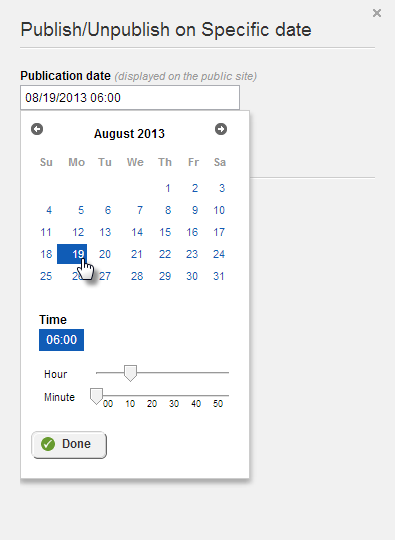 Publish/Unpublish on Specific date
Publication date (displayed on the public site)
08/19/2013 06:00
August 2013
Su Mo Tu We Th Fr Sa
1 2 3
4 5 6 7 8 9 10
11 12 13 14 15 16 17
18 19 20 21 22 23 24
25 26 27 28 29 30 31
Time
06:00
Hour
Minute
00 10 20 30 40 50
Done